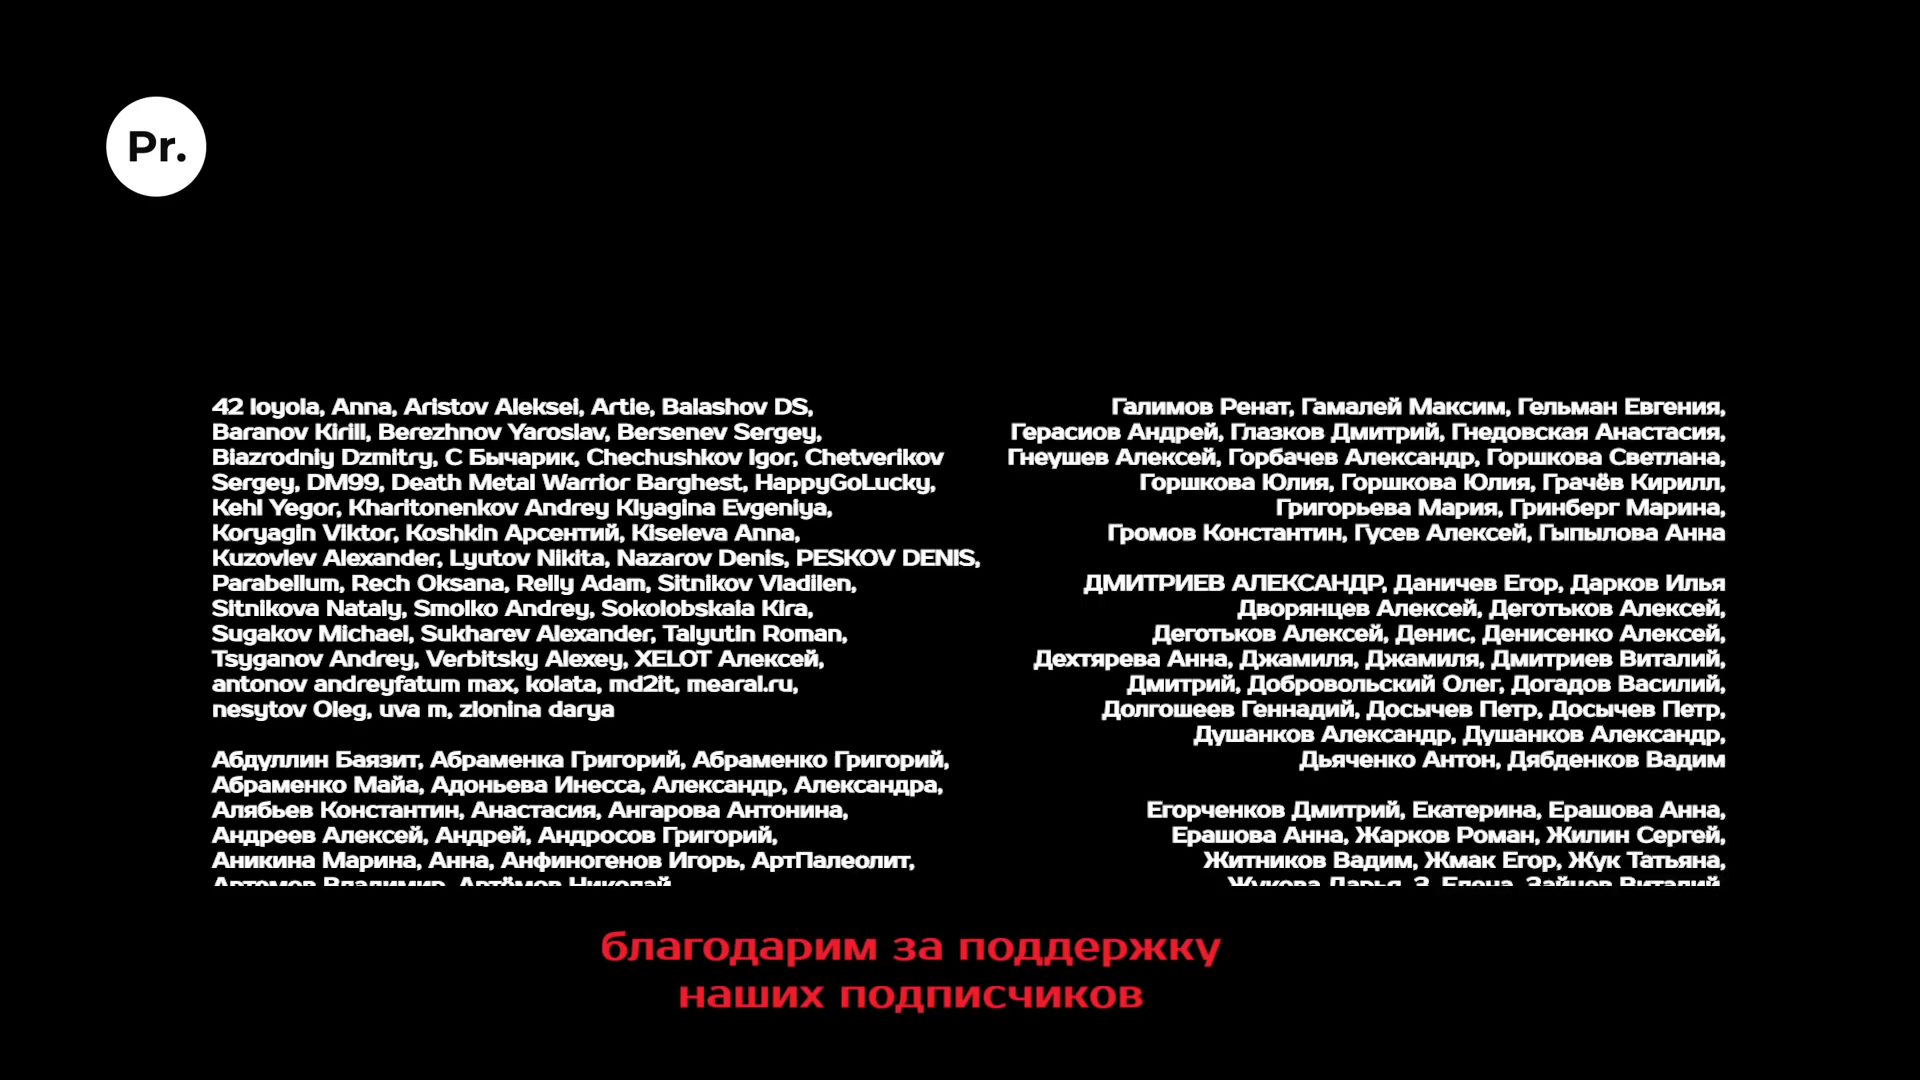 Pr.
42 loyola, Anna, Aristov Aleksei, Artie, Balashov DS,
Baranov Kirill, Berezhnov Yaroslav, Bersenev Sergey,
Biazrodniy Dzmitry, C Бычарик, Chechushkov Igor, Chetverikov
Sergey, DM99, Death Metal Warrior Barghest, HappyGoLucky,
Kehl Yegor, Kharitonenkov Andrey Klyagina Evgeniya,
Koryagin Viktor, Koshkin Арсентий, Kiseleva Anna,
Kuzovlev Alexander, Lyutov Nikita, Nazarov Denis, PESKOV DENIS,
Parabellum, Rech Oksana, Relly Adam, Sitnikov Vladilen,
Sitnikova Nataly, Smolko Andrey, Sokolobskaia Kira,
Sugakov Michael, Sukharev Alexander, Talyutin Roman,
Tsyganov Andrey, Verbitsky Alexey, XELOT Алексей,
antonov andreyfatum max, kolata, md2it, mearal.ru,
nesytov Oleg, uva m, zlonina darya
Абдуллин Баязит, Абраменка Григорий, Абраменко Григорий,
Абраменко Майа, Адоньева Инесса, Александр, Александра,
Алябьев Константин, Анастасия, Ангарова Антонина,
Андреев Алексей, Андрей, Андросов Григорий,
Аникина Марина, Анна, Анфиногенов Игорь, АртПалеолит,
Артемов Владимир, Артёмов Николай,
Галимов Ренат, Гамалей Максим, Гельман Евгения,
Герасиов Андрей, Глазков Дмитрий, Гнедовская Анастасия,
Гнеушев Алексей, Горбачев Александр, Горшкова Светлана,
Горшкова Юлия, Горшкова Юлия, Грачёв Кирилл,
Григорьева Мария, Гринберг Марина,
Громов Константин, Гусев Алексей, Гыпылова Анна
ДМИТРИЕВ АЛЕКСАНДР, Даничев Егор, Дарков Илья
Дворянцев Алексей, Деготьков Алексей,
Деготьков Алексей, Денис, Денисенко Алексей,
Дехтярева Анна, Джамиля, Джамиля, Дмитриев Виталий,
Дмитрий, Добровольский Олег, Догадов Василий,
Долгошеев Геннадий, Досычев Петр, Досычев Петр,
Душанков Александр, Душанков Александр,
Дьяченко Антон, Дябденков Вадим
Егорченков Дмитрий, Екатерина, Ерашова Анна,
Ерашова Анна, Жарков Роман, Жилин Сергей,
Житников Вадим, Жмак Егор, Жук Татьяна,
Жукова Дарья, З. Елена, Зайцев Виталий,
благодарим за поддержку
наших подписчиков